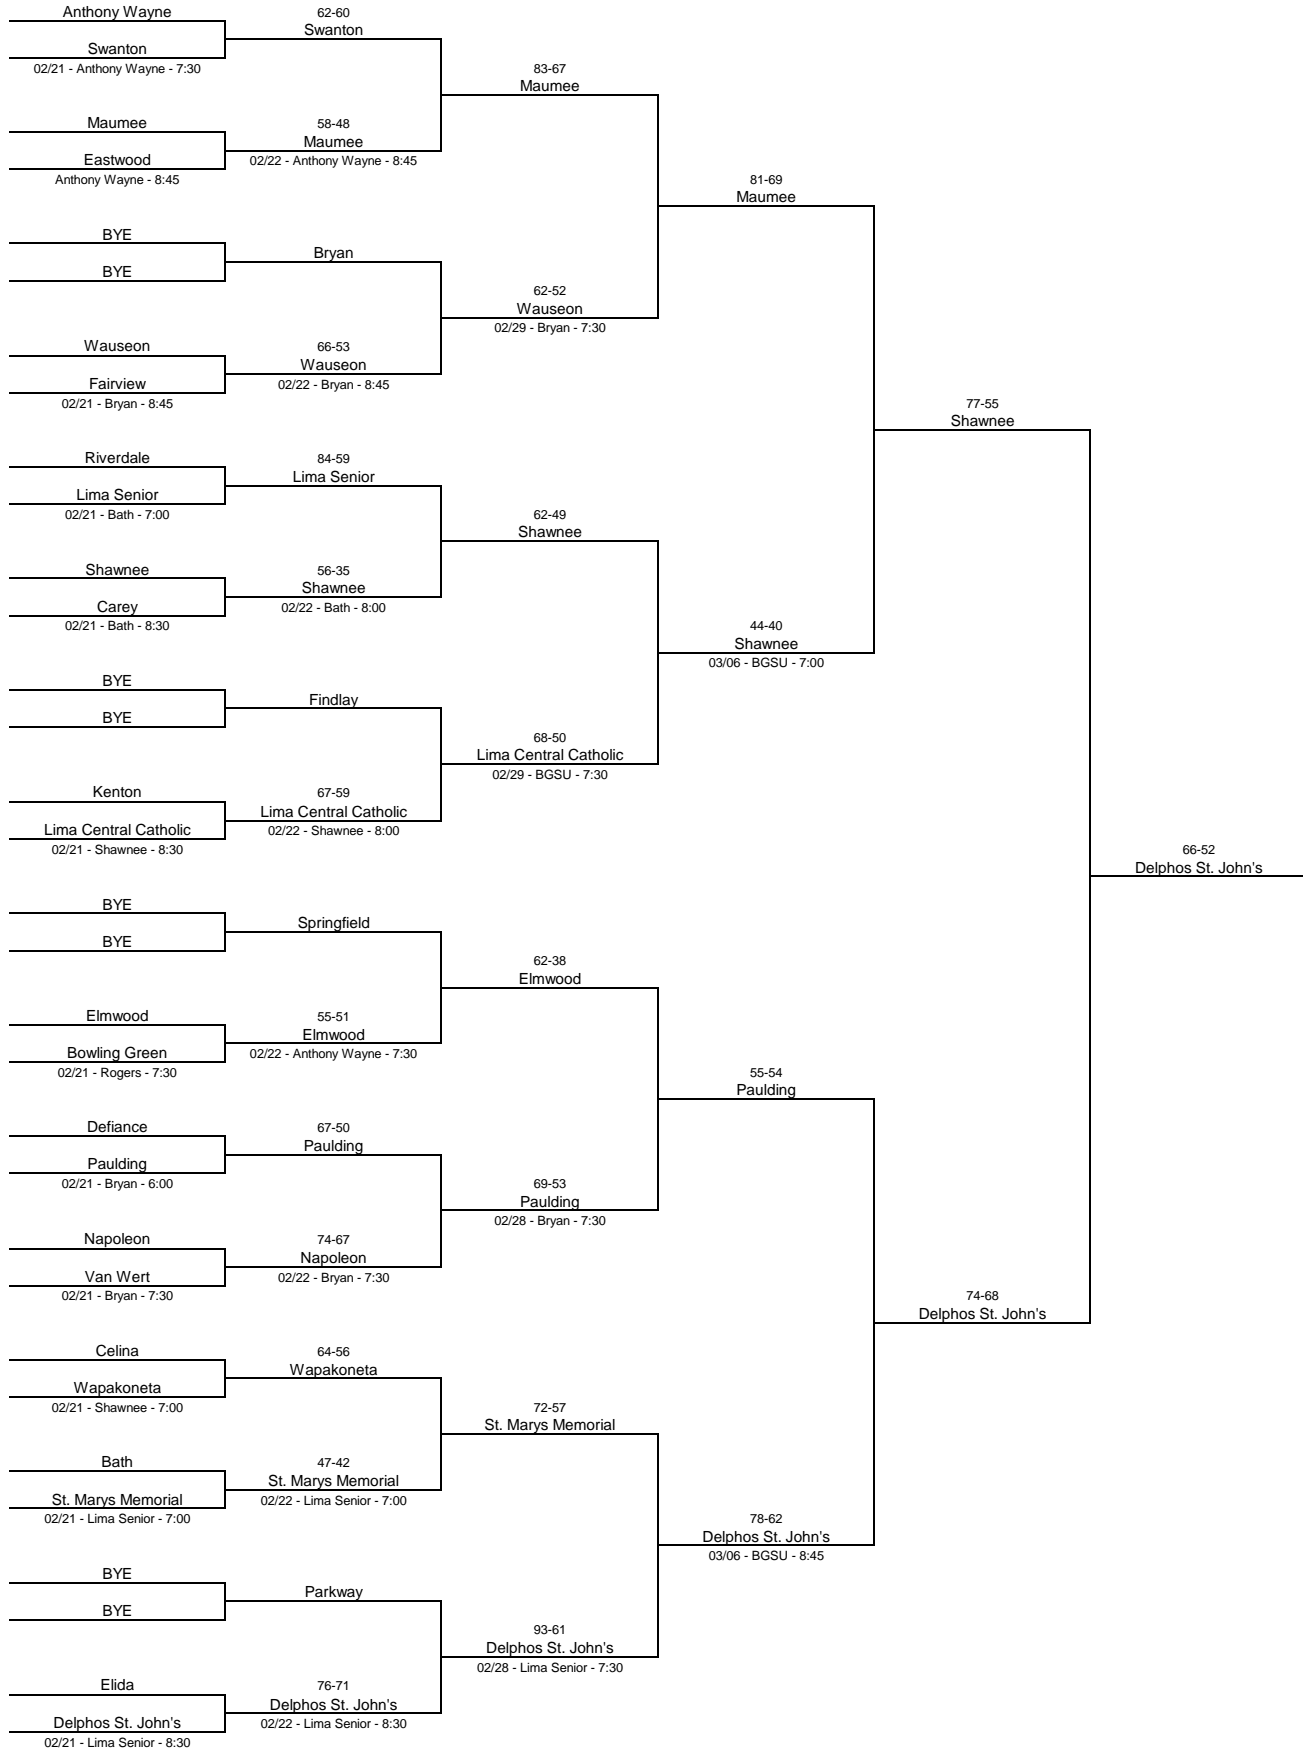 Anthony Wayne
Swanton
02/21 - Anthony Wayne - 7:30
Maumee
Eastwood
Anthony Wayne - 8:45
BYE
BYE
Wauseon
Fairview
02/21 - Bryan - 8:45
Riverdale
Lima Senior
02/21 - Bath - 7:00
Shawnee
Carey
02/21 - Bath - 8:30
BYE
BYE
Kenton
Lima Central Catholic
02/21 - Shawnee - 8:30
BYE
BYE
Elmwood
Bowling Green
02/21 - Rogers - 7:30
Defiance
Paulding
02/21 - Bryan - 6:00
Napoleon
Van Wert
02/21 - Bryan - 7:30
Celina
Wapakoneta
02/21 - Shawnee - 7:00
Bath
St. Marys Memorial
02/21 - Lima Senior - 7:00
BYE
BYE
Elida
Delphos St. John's
02/21 - Lima Senior - 8:30
62-60
Swanton
58-48
Maumee
02/22 - Anthony Wayne - 8:45
Bryan
66-53
Wauseon
02/22 - Bryan - 8:45
84-59
Lima Senior
56-35
Shawnee
02/22 - Bath - 8:00
Findlay
67-59
Lima Central Catholic
02/22 - Shawnee - 8:00
Springfield
55-51
Elmwood
02/22 - Anthony Wayne - 7:30
67-50
Paulding
74-67
Napoleon
02/22 - Bryan - 7:30
64-56
Wapakoneta
47-42
St. Marys Memorial
02/22 - Lima Senior - 7:00
Parkway
76-71
Delphos St. John's
02/22 - Lima Senior - 8:30
83-67
Maumee
62-52
Wauseon
02/29 - Bryan - 7:30
62-49
Shawnee
68-50
Lima Central Catholic
02/29 - BGSU - 7:30
62-38
Elmwood
69-53
Paulding
02/28 - Bryan - 7:30
72-57
St. Marys Memorial
93-61
Delphos St. John's
02/28 - Lima Senior - 7:30
81-69
Maumee
44-40
Shawnee
03/06 - BGSU - 7:00
55-54
Paulding
78-62
Delphos St. John's
03/06 - BGSU - 8:45
77-55
Shawnee
74-68
Delphos St. John's
66-52
Delphos St. John's